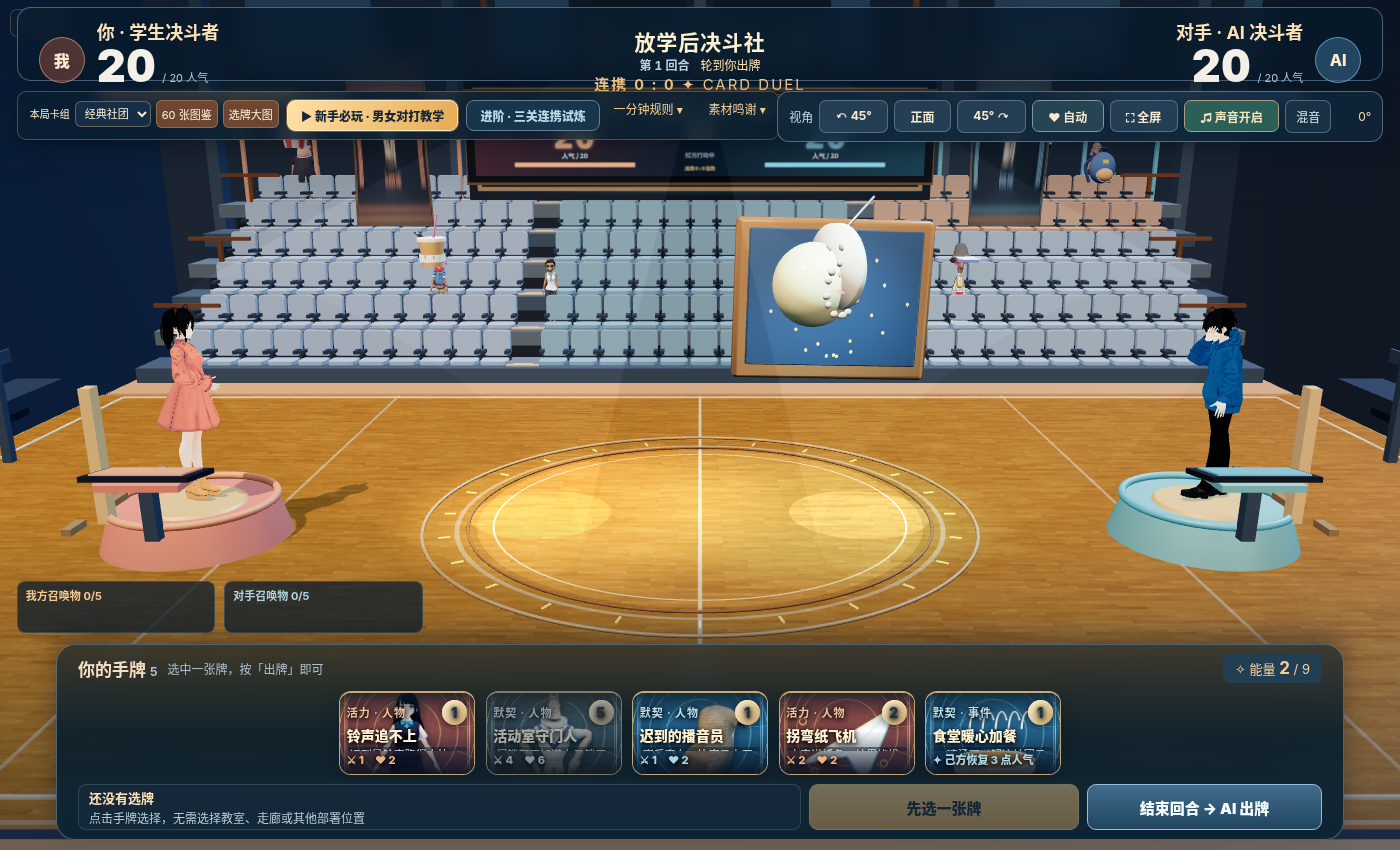 我
你 · 学生决斗者
20 / 20 人气
放学后决斗社
第 1 回合 轮到你出牌
连携 0 : 0 ✦ CARD DUEL
对手 · AI 决斗者
20 / 20 人气
AI
本局卡组
经典社团
60 张图鉴
选牌大图
▶ 新手必玩 · 男女对打教学
进阶 · 三关连携试炼
一分钟规则 ▾
素材鸣谢 ▾
视角
↶ 45°
正面
45° ↷
♥ 自动
⛶ 全屏
♫ 声音开启
混音
0°
人气 / 20
人气 / 20
我方召唤物 0/5
对手召唤物 0/5
你的手牌 5 选中一张牌，按「出牌」即可
✧ 能量 2 / 9
活力 · 人物 1
铃声追不上
⚔ 1 ♥ 2
默契 · 人物 5
活动室守门人
⚔ 4 ♥ 6
默契 · 人物 1
迟到的播音员
⚔ 1 ♥ 2
活力 · 人物 2
拐弯纸飞机
⚔ 2 ♥ 2
默契 · 事件 1
食堂暖心加餐
✦ 己方恢复 3 点人气
还没有选牌
点击手牌选择，无需选择教室、走廊或其他部署位置
先选一张牌
结束回合 → AI 出牌